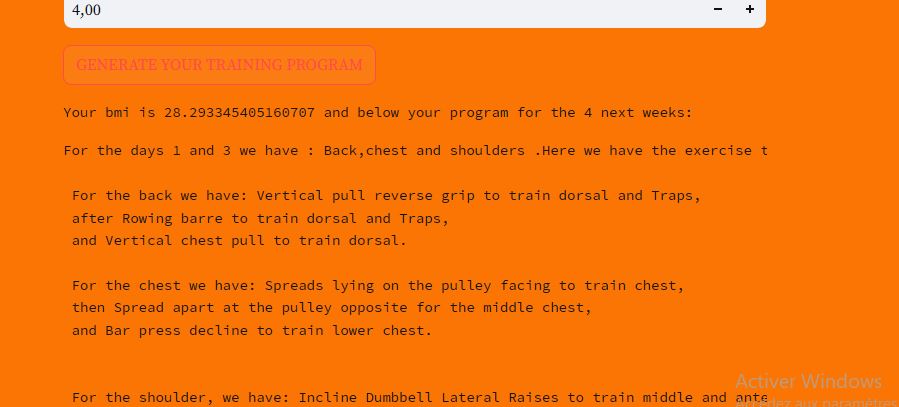 4,00
GENERATE YOUR TRAINING PROGRAM
Your bmi is 28.293345405160707 and below your program for the 4 next weeks:
For the days 1 and 3 we have : Back,chest and shoulders .Here we have the exercise t
For the back we have: Vertical pull reverse grip to train dorsal and Traps,
after Rowing barre to train dorsal and Traps,
and Vertical chest pull to train dorsal.
For the chest we have: Spreads lying on the pulley facing to train chest,
then Spread apart at the pulley opposite for the middle chest,
and Bar press decline to train lower chest.
For the shoulder, we have: Incline Dumbbell Lateral Raises to train middle and ante
Activer Windows
Accédez aux paramètres